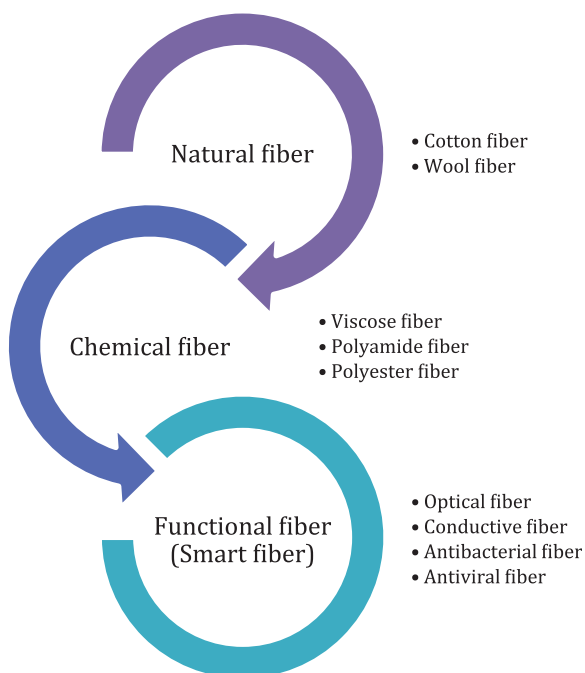 Natural fiber
• Cotton fiber
• Wool fiber
Chemical fiber
• Viscose fiber
• Polyamide fiber
• Polyester fiber
Functional fiber
(Smart fiber)
• Optical fiber
• Conductive fiber
• Antibacterial fiber
• Antiviral fiber